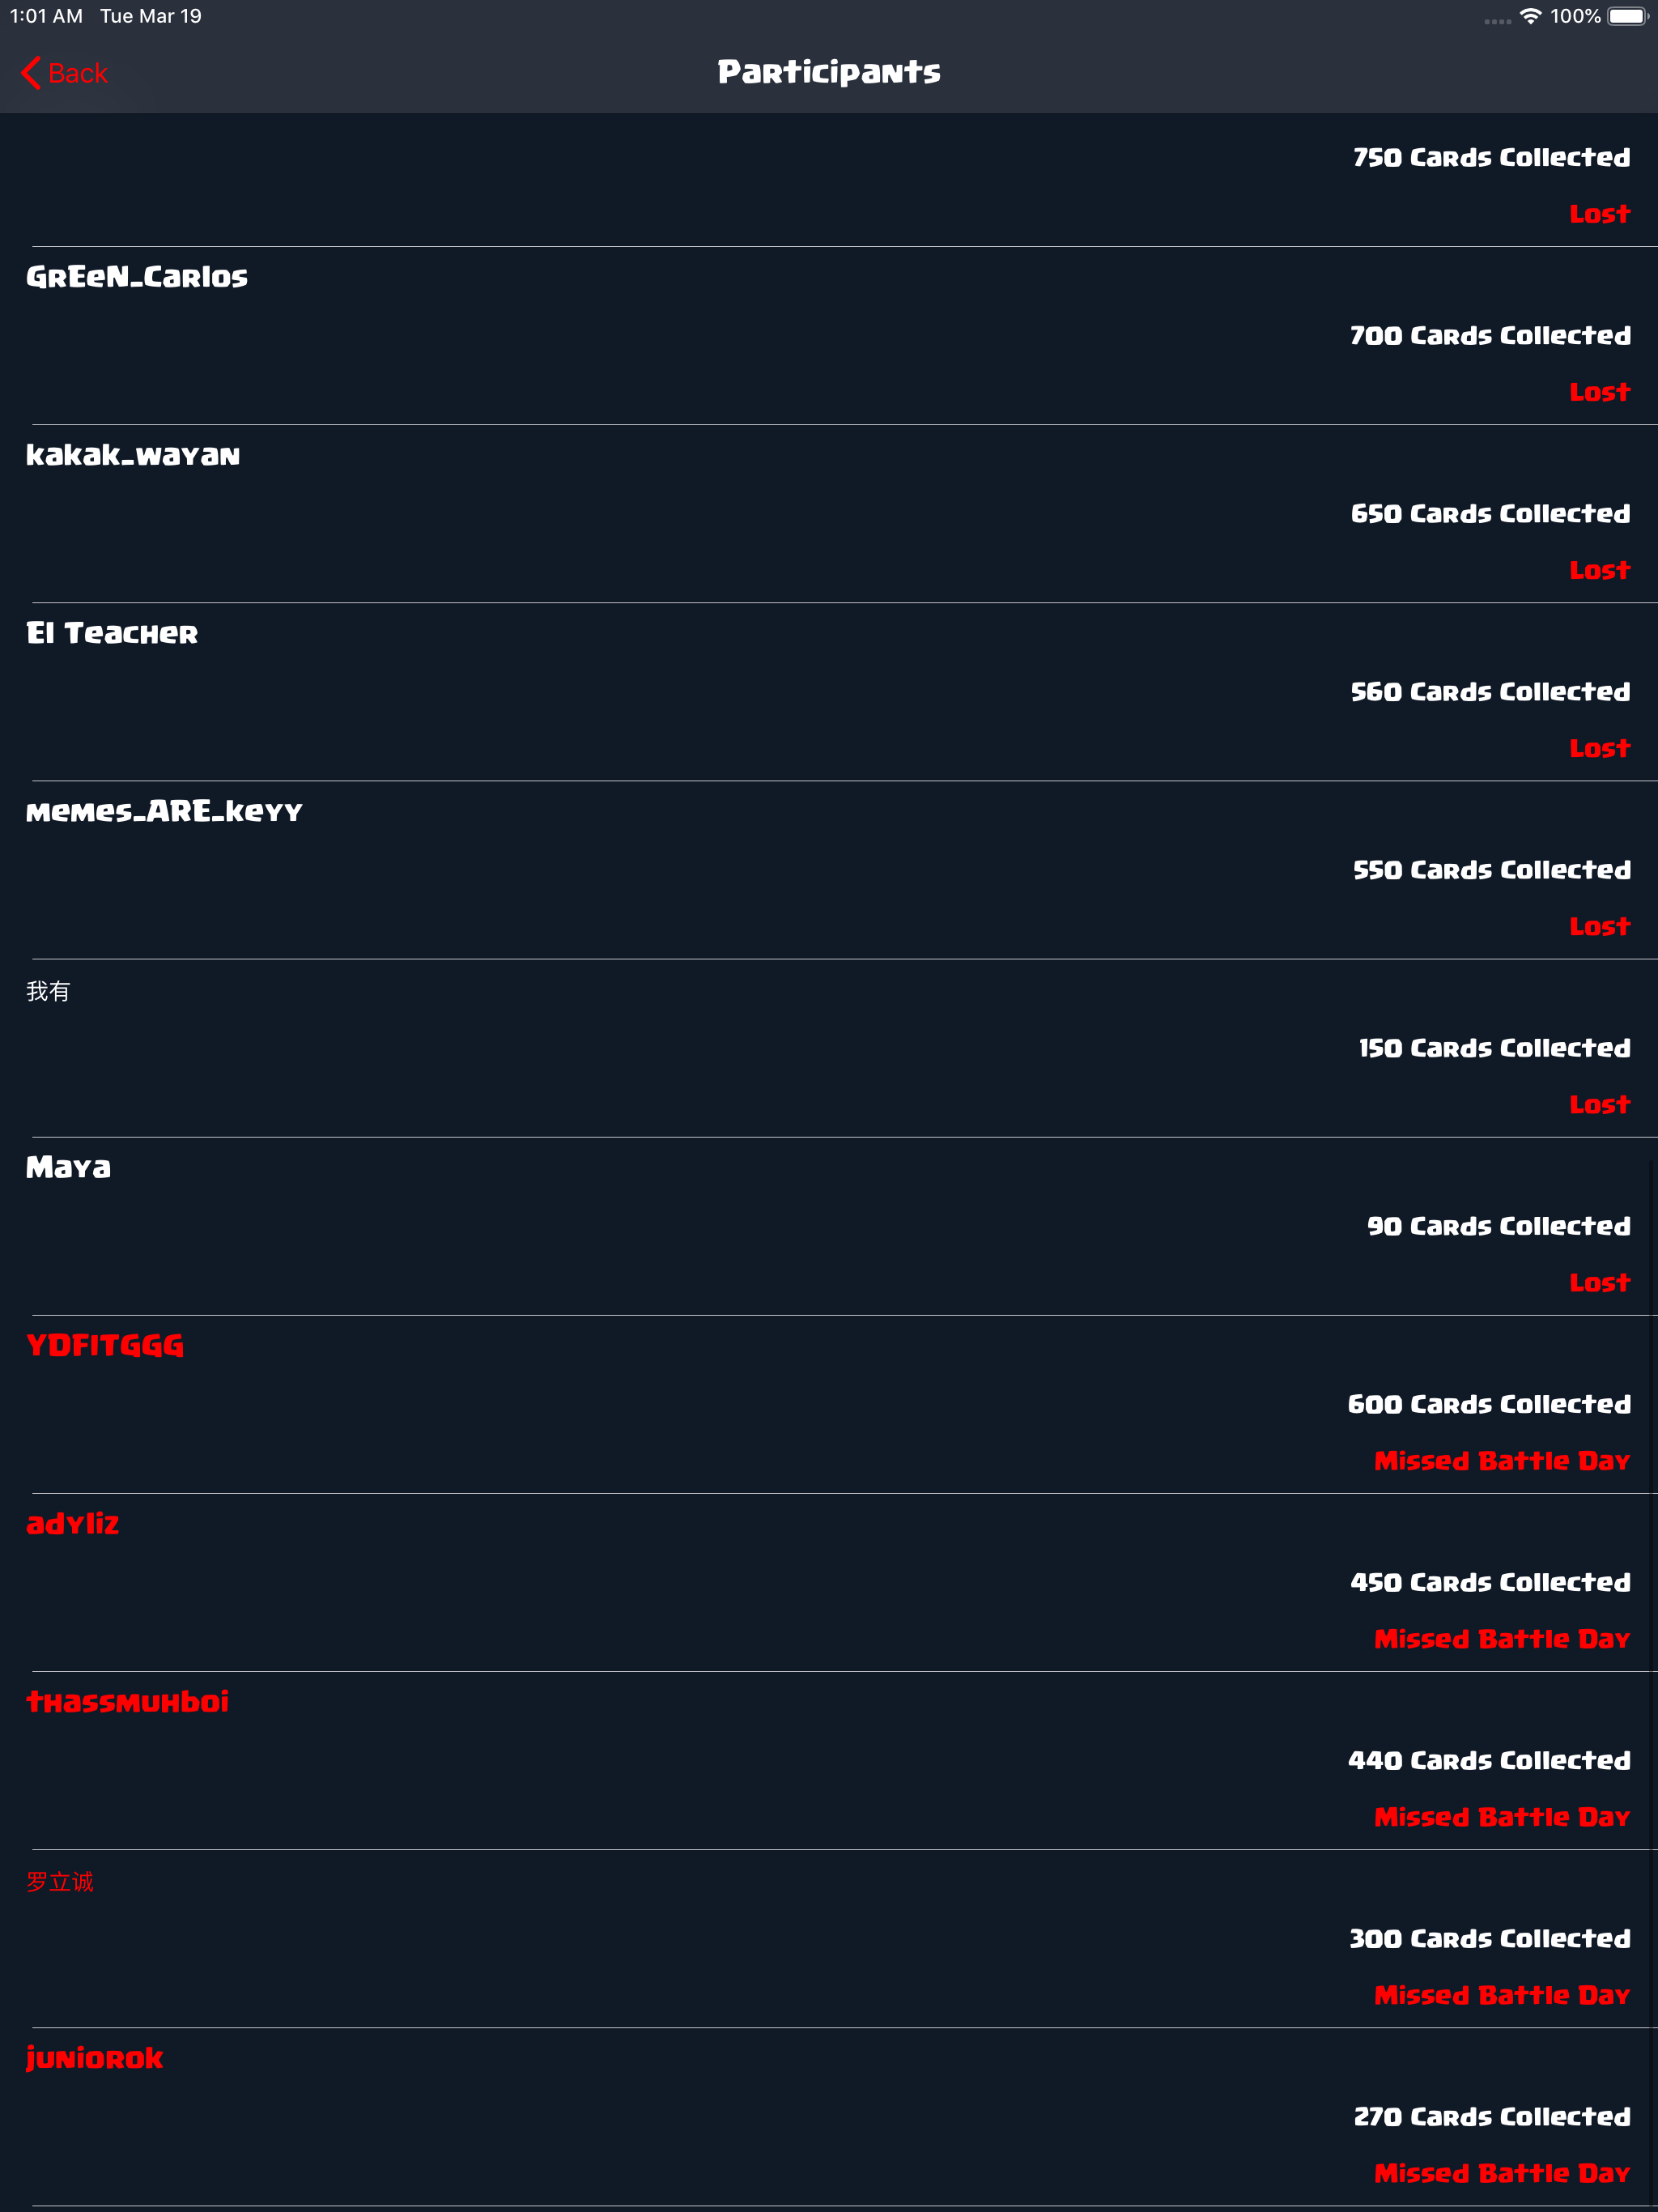 1:01 AM Tue Mar 19 100%
Back Participants
750 Cards Collected
Lost
GrEeN_Carlos
700 Cards Collected
Lost
kakak_wayan
650 Cards Collected
Lost
El Teacher
560 Cards Collected
Lost
memes_ARE_keyy
550 Cards Collected
Lost
我有
150 Cards Collected
Lost
Maya
90 Cards Collected
Lost
YDFITGGG
600 Cards Collected
Missed Battle Day
adyliz
450 Cards Collected
Missed Battle Day
thassmuhboi
440 Cards Collected
Missed Battle Day
罗立诚
300 Cards Collected
Missed Battle Day
juniorok
270 Cards Collected
Missed Battle Day